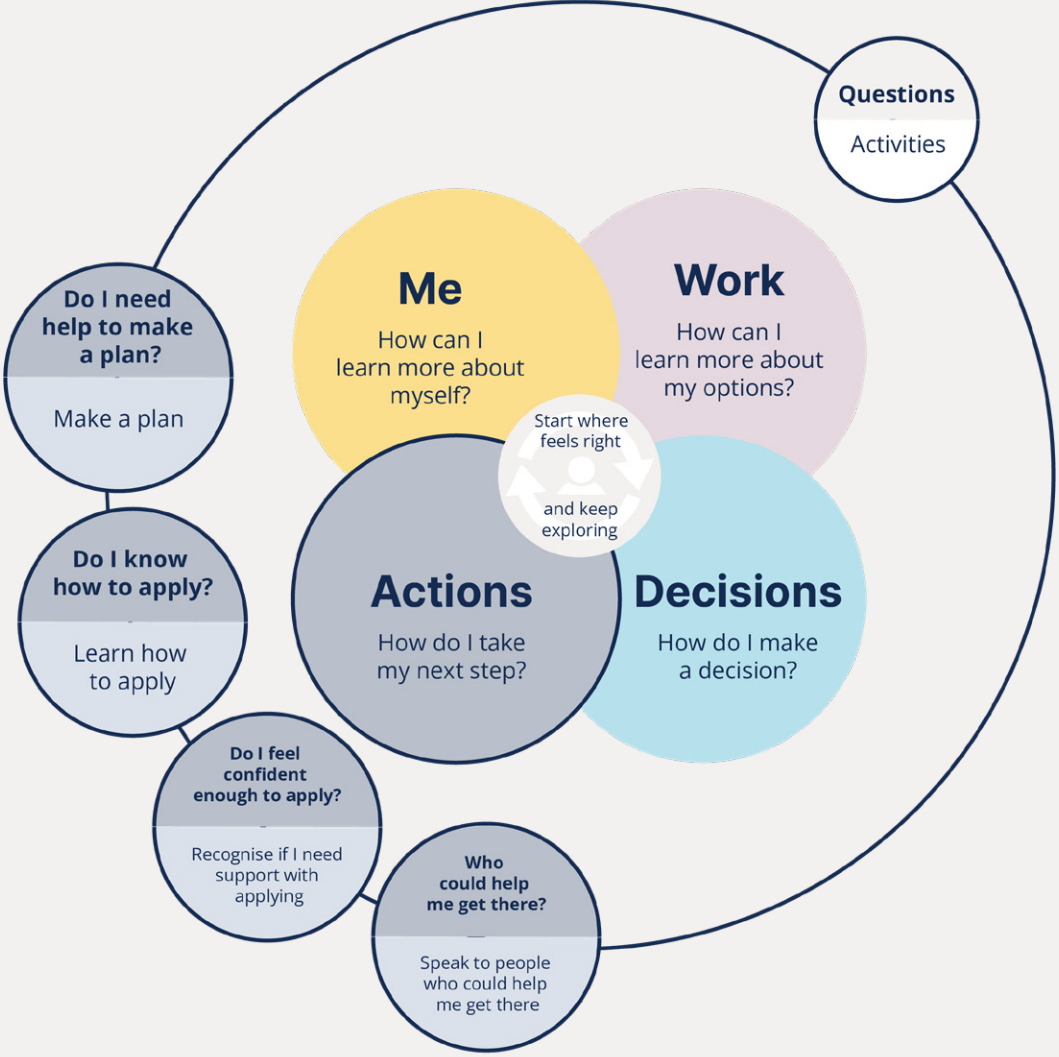 Questions
Activities
Me
How can I
learn more about
myself?
Work
How can I
learn more about
my options?
Start where
feels right
and keep
exploring
Actions
How do I take
my next step?
Decisions
How do I make
a decision?
Do I need
help to make
a plan?
Make a plan
Do I know
how to apply?
Learn how
to apply
Do I feel
confident
enough to apply?
Recognise if I need
support with
applying
Who
could help
me get there?
Speak to people
who could help
me get there